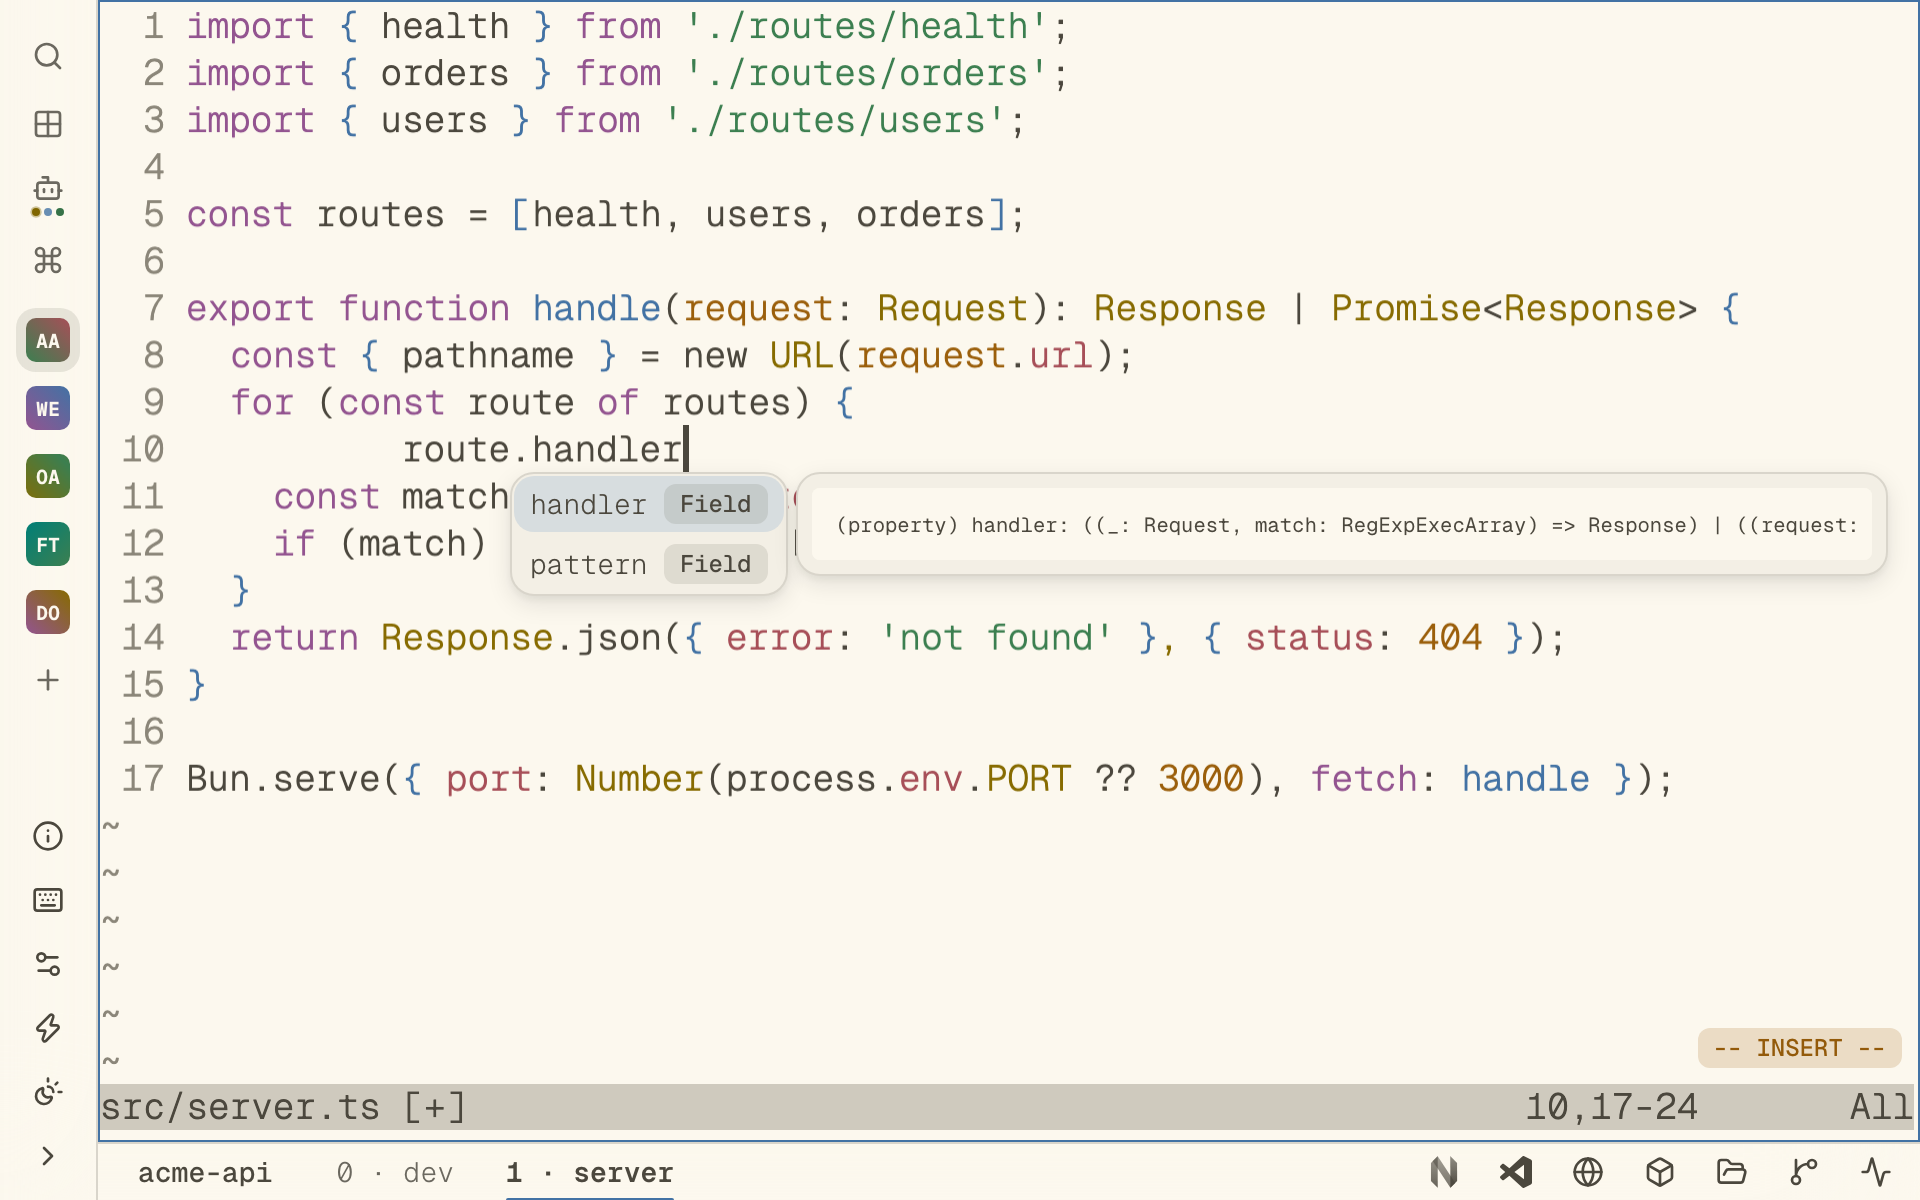 1 import { health } from './routes/health';
2 import { orders } from './routes/orders';
3 import { users } from './routes/users';
4
5 const routes = [health, users, orders];
6
7 export function handle(request: Request): Response | Promise<Response> {
8 const { pathname } = new URL(request.url);
9 for (const route of routes) {
10 route.handler
11 const match
12 if (match)
13 }
14 return Response.json({ error: 'not found' }, { status: 404 });
15 }
16
17 Bun.serve({ port: Number(process.env.PORT ?? 3000), fetch: handle });
~
~
~
~
~
~
handler Field
pattern Field
(property) handler: ((_: Request, match: RegExpExecArray) => Response) | ((request:
AA
WE
OA
FT
DO
-- INSERT --
src/server.ts [+] 10,17-24 All
acme-api 0 · dev 1 · server